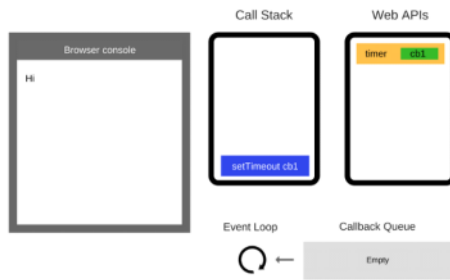 Call Stack
Web APIs
Browser console
Hi
timer
cb1
setTimeout cb1
Event Loop
Callback Queue
Empty